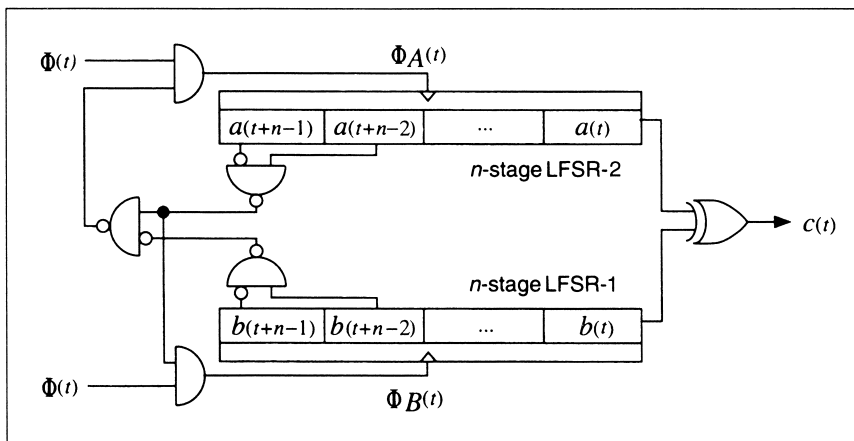 Φ(t)
ΦA(t)
a(t+n−1) a(t+n−2) ... a(t)
n-stage LFSR-2
c(t)
n-stage LFSR-1
b(t+n−1) b(t+n−2) ... b(t)
Φ(t)
ΦB(t)